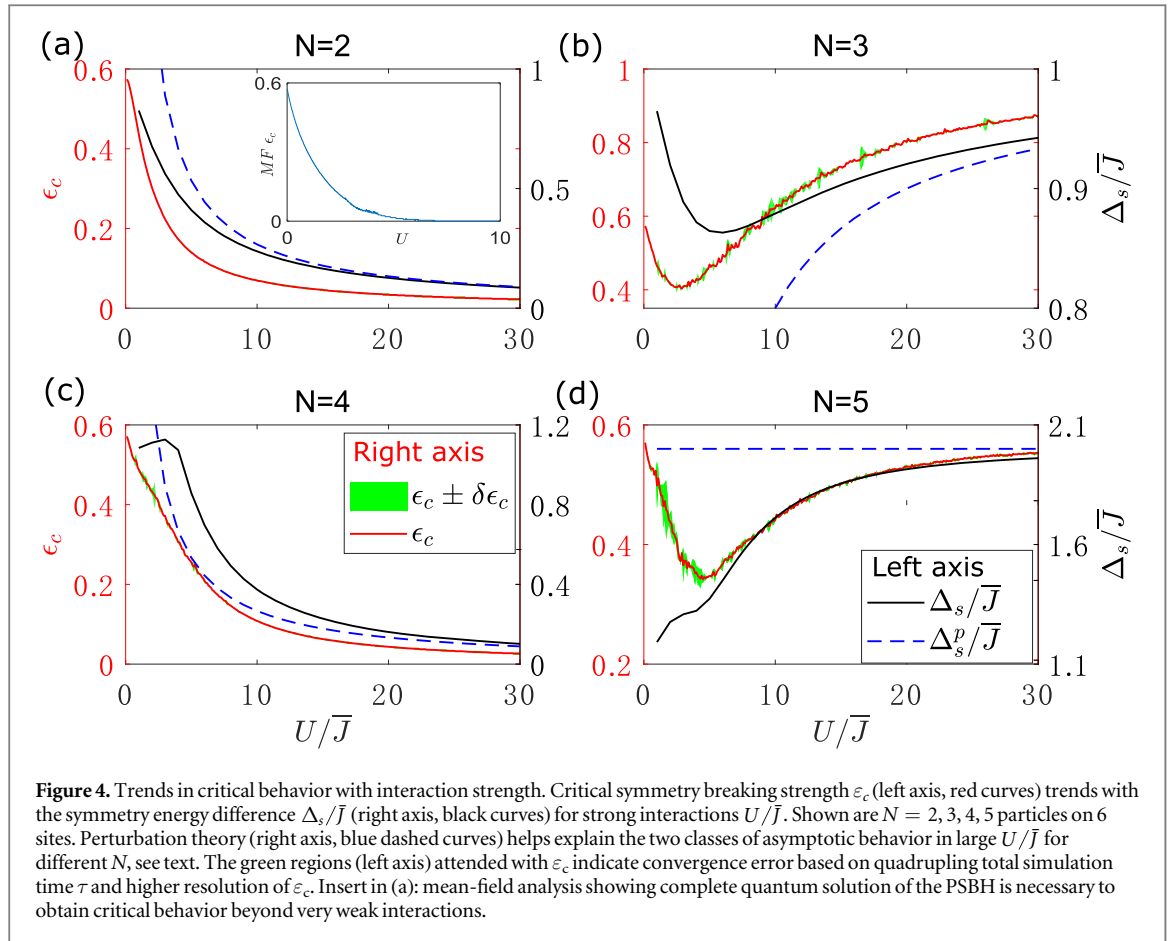 (a)
N=2
0.6
0.4
0.2
0
ϵc
1
0.5
0
0 10 20 30
0.6
MF ϵc
0
0 U 10
(b)
N=3
1
0.8
0.6
0.4
1
0.9
0.8
Δs/J̅
0 10 20 30
(c)
N=4
0.6
0.4
0.2
0
ϵc
1.2
0.8
0.4
0
0 10 20 30
U/J̅
Right axis
ϵc ± δϵc
ϵc
(d)
N=5
0.6
0.4
0.2
2.1
1.6
1.1
Δs/J̅
0 10 20 30
U/J̅
Left axis
Δs/J̅
Δsᵖ/J̅
Figure 4. Trends in critical behavior with interaction strength. Critical symmetry breaking strength εc (left axis, red curves) trends with
the symmetry energy difference Δs/J̅ (right axis, black curves) for strong interactions U/J̅. Shown are N = 2, 3, 4, 5 particles on 6
sites. Perturbation theory (right axis, blue dashed curves) helps explain the two classes of asymptotic behavior in large U/J̅ for
different N, see text. The green regions (left axis) attended with εc indicate convergence error based on quadrupling total simulation
time τ and higher resolution of εc. Insert in (a): mean-field analysis showing complete quantum solution of the PSBH is necessary to
obtain critical behavior beyond very weak interactions.